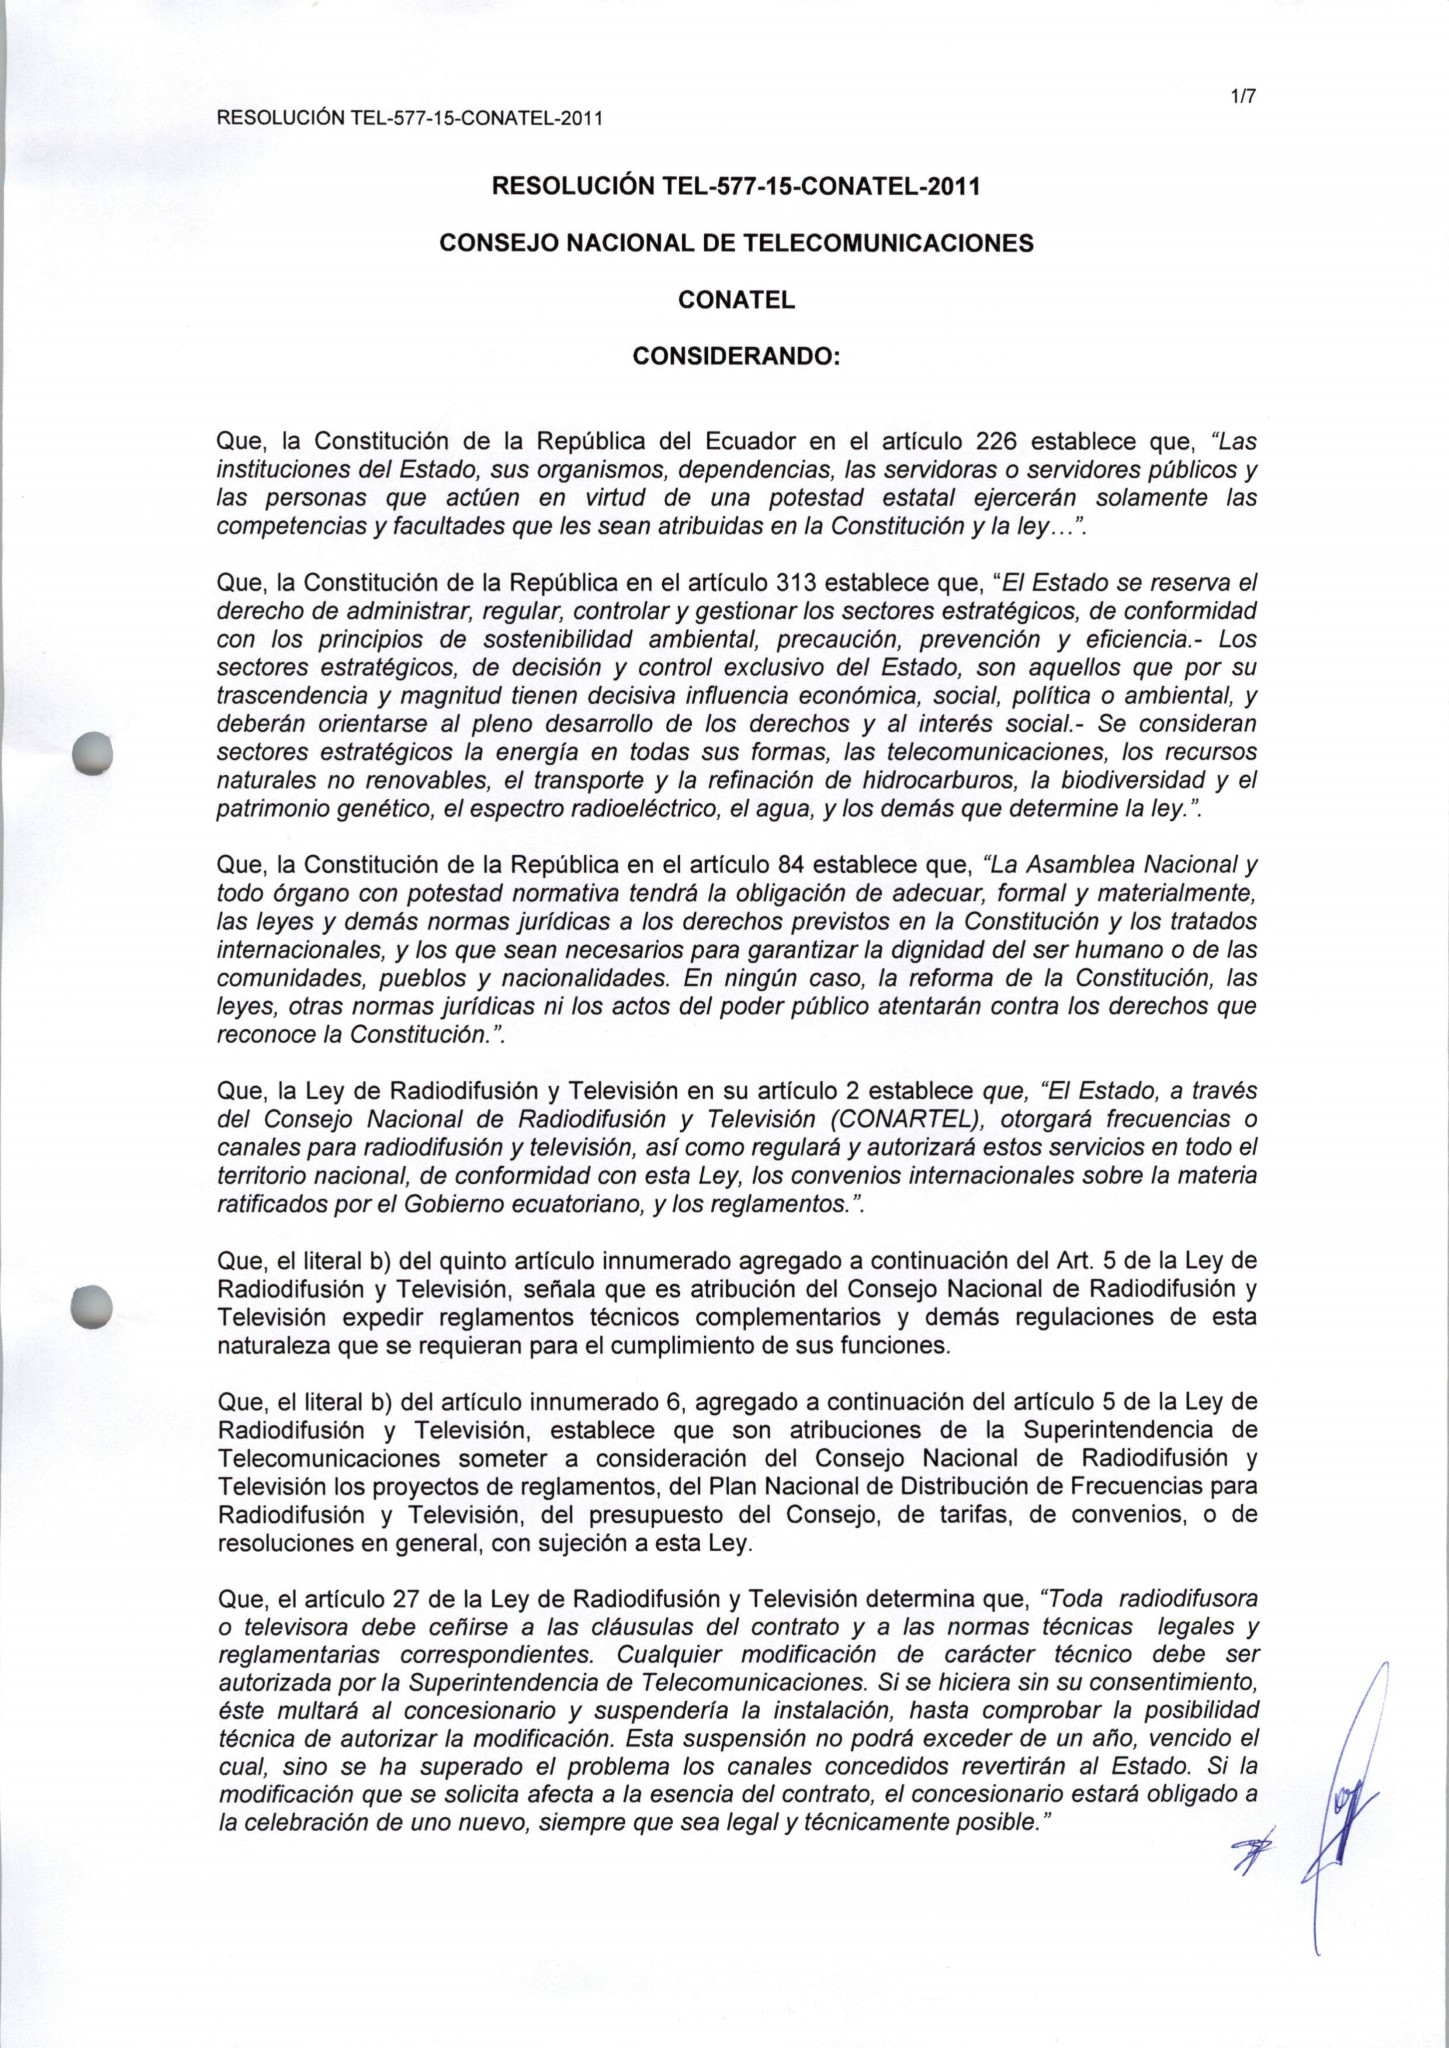 1/7
RESOLUCIÓN TEL-577-15-CONATEL-2011
RESOLUCIÓN TEL-577-15-CONATEL-2011
CONSEJO NACIONAL DE TELECOMUNICACIONES
CONATEL
CONSIDERANDO:
Que, la Constitución de la República del Ecuador en el artículo 226 establece que, “Las
instituciones del Estado, sus organismos, dependencias, las servidoras o servidores públicos y
las personas que actúen en virtud de una potestad estatal ejercerán solamente las
competencias y facultades que les sean atribuidas en la Constitución y la ley…”.
Que, la Constitución de la República en el artículo 313 establece que, “El Estado se reserva el
derecho de administrar, regular, controlar y gestionar los sectores estratégicos, de conformidad
con los principios de sostenibilidad ambiental, precaución, prevención y eficiencia.- Los
sectores estratégicos, de decisión y control exclusivo del Estado, son aquellos que por su
trascendencia y magnitud tienen decisiva influencia económica, social, política o ambiental, y
deberán orientarse al pleno desarrollo de los derechos y al interés social.- Se consideran
sectores estratégicos la energía en todas sus formas, las telecomunicaciones, los recursos
naturales no renovables, el transporte y la refinación de hidrocarburos, la biodiversidad y el
patrimonio genético, el espectro radioeléctrico, el agua, y los demás que determine la ley.”.
Que, la Constitución de la República en el artículo 84 establece que, “La Asamblea Nacional y
todo órgano con potestad normativa tendrá la obligación de adecuar, formal y materialmente,
las leyes y demás normas jurídicas a los derechos previstos en la Constitución y los tratados
internacionales, y los que sean necesarios para garantizar la dignidad del ser humano o de las
comunidades, pueblos y nacionalidades. En ningún caso, la reforma de la Constitución, las
leyes, otras normas jurídicas ni los actos del poder público atentarán contra los derechos que
reconoce la Constitución.”.
Que, la Ley de Radiodifusión y Televisión en su artículo 2 establece que, “El Estado, a través
del Consejo Nacional de Radiodifusión y Televisión (CONARTEL), otorgará frecuencias o
canales para radiodifusión y televisión, así como regulará y autorizará estos servicios en todo el
territorio nacional, de conformidad con esta Ley, los convenios internacionales sobre la materia
ratificados por el Gobierno ecuatoriano, y los reglamentos.”.
Que, el literal b) del quinto artículo innumerado agregado a continuación del Art. 5 de la Ley de
Radiodifusión y Televisión, señala que es atribución del Consejo Nacional de Radiodifusión y
Televisión expedir reglamentos técnicos complementarios y demás regulaciones de esta
naturaleza que se requieran para el cumplimiento de sus funciones.
Que, el literal b) del artículo innumerado 6, agregado a continuación del artículo 5 de la Ley de
Radiodifusión y Televisión, establece que son atribuciones de la Superintendencia de
Telecomunicaciones someter a consideración del Consejo Nacional de Radiodifusión y
Televisión los proyectos de reglamentos, del Plan Nacional de Distribución de Frecuencias para
Radiodifusión y Televisión, del presupuesto del Consejo, de tarifas, de convenios, o de
resoluciones en general, con sujeción a esta Ley.
Que, el artículo 27 de la Ley de Radiodifusión y Televisión determina que, “Toda radiodifusora
o televisora debe ceñirse a las cláusulas del contrato y a las normas técnicas legales y
reglamentarias correspondientes. Cualquier modificación de carácter técnico debe ser
autorizada por la Superintendencia de Telecomunicaciones. Si se hiciera sin su consentimiento,
éste multará al concesionario y suspendería la instalación, hasta comprobar la posibilidad
técnica de autorizar la modificación. Esta suspensión no podrá exceder de un año, vencido el
cual, sino se ha superado el problema los canales concedidos revertirán al Estado. Si la
modificación que se solicita afecta a la esencia del contrato, el concesionario estará obligado a
la celebración de uno nuevo, siempre que sea legal y técnicamente posible.”